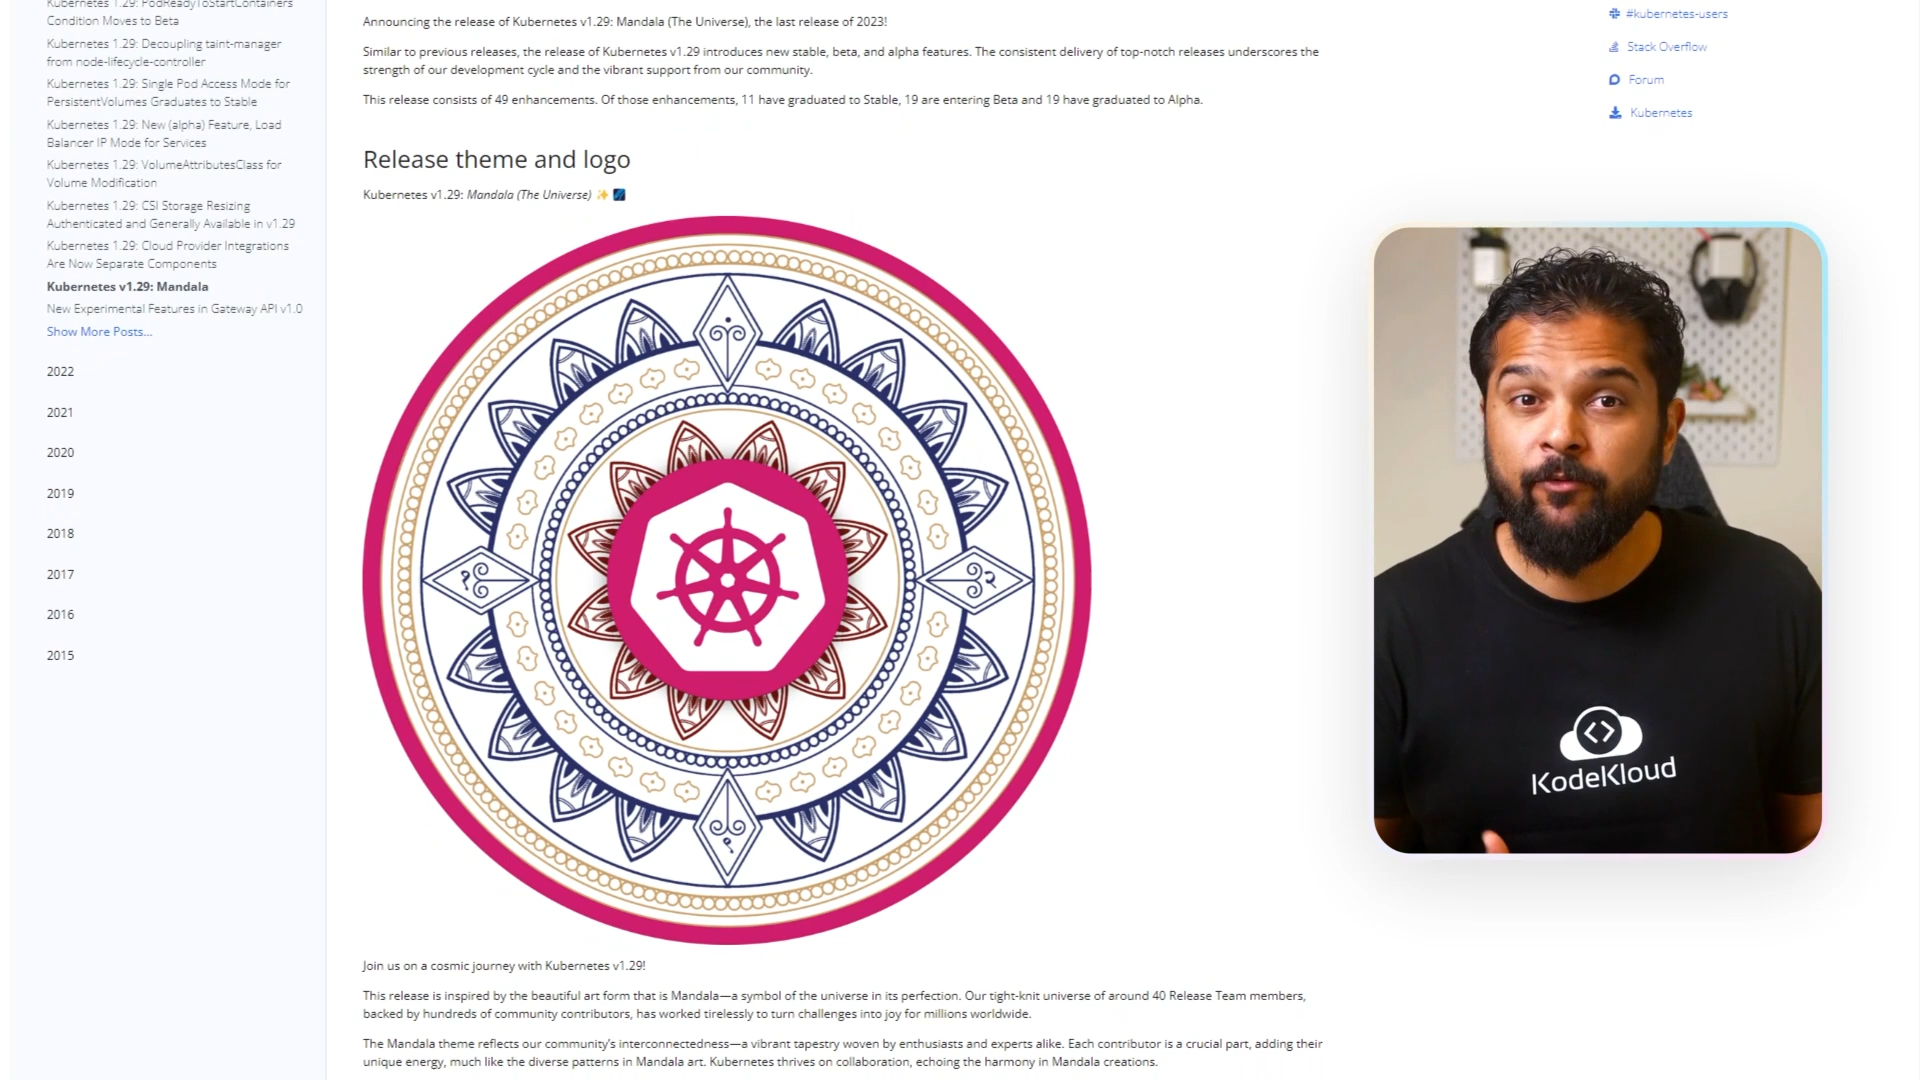 Kubernetes 1.29: PodReadyToStartContainers
Condition Moves to Beta
Kubernetes 1.29: Decoupling taint-manager
from node-lifecycle-controller
Kubernetes 1.29: Single Pod Access Mode for
PersistentVolumes Graduates to Stable
Kubernetes 1.29: New (alpha) Feature, Load
Balancer IP Mode for Services
Kubernetes 1.29: VolumeAttributesClass for
Volume Modification
Kubernetes 1.29: CSI Storage Resizing
Authenticated and Generally Available in v1.29
Kubernetes 1.29: Cloud Provider Integrations
Are Now Separate Components
Kubernetes v1.29: Mandala
New Experimental Features in Gateway API v1.0
Show More Posts...
2022
2021
2020
2019
2018
2017
2016
2015
Announcing the release of Kubernetes v1.29: Mandala (The Universe), the last release of 2023!
Similar to previous releases, the release of Kubernetes v1.29 introduces new stable, beta, and alpha features. The consistent delivery of top-notch releases underscores the
strength of our development cycle and the vibrant support from our community.
This release consists of 49 enhancements. Of those enhancements, 11 have graduated to Stable, 19 are entering Beta and 19 have graduated to Alpha.
Release theme and logo
Kubernetes v1.29: Mandala (The Universe) ✨ 🌌
Join us on a cosmic journey with Kubernetes v1.29!
This release is inspired by the beautiful art form that is Mandala—a symbol of the universe in its perfection. Our tight-knit universe of around 40 Release Team members,
backed by hundreds of community contributors, has worked tirelessly to turn challenges into joy for millions worldwide.
The Mandala theme reflects our community's interconnectedness—a vibrant tapestry woven by enthusiasts and experts alike. Each contributor is a crucial part, adding their
unique energy, much like the diverse patterns in Mandala art. Kubernetes thrives on collaboration, echoing the harmony in Mandala creations.
#kubernetes-users
Stack Overflow
Forum
Kubernetes
KodeKloud